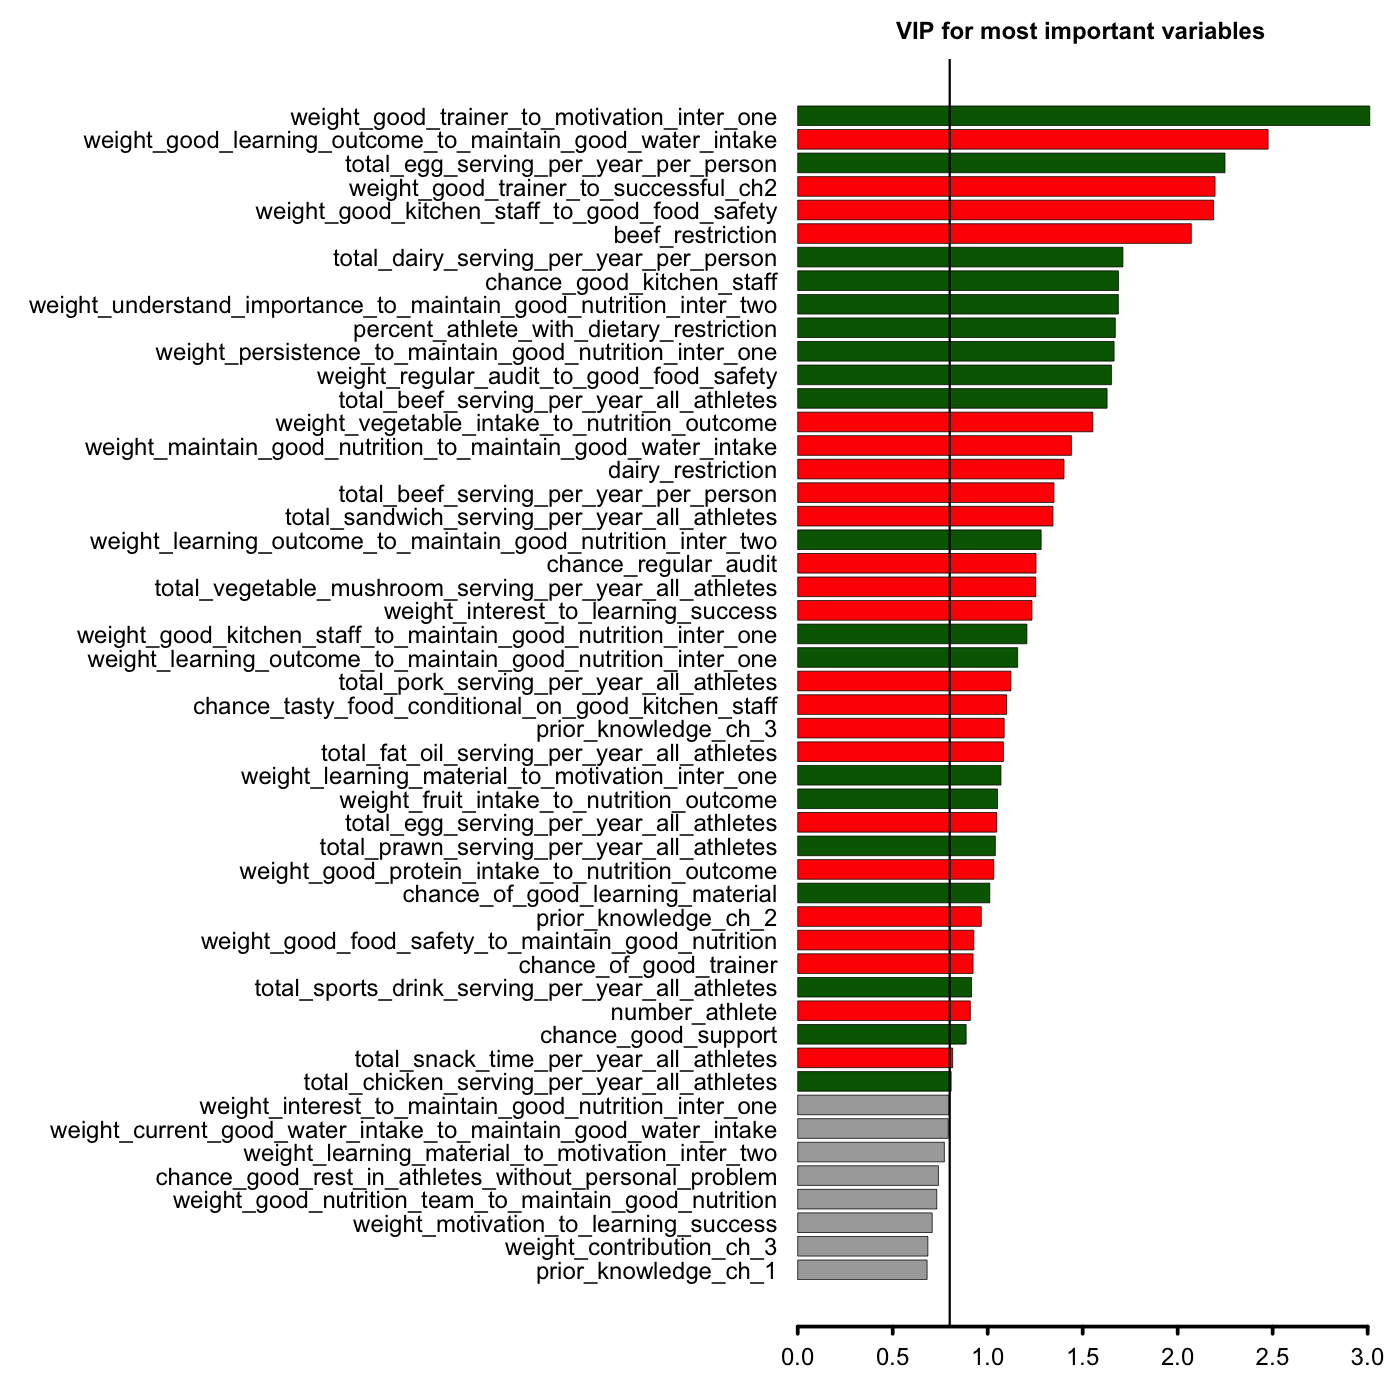 VIP for most important variables
weight_good_trainer_to_motivation_inter_one
weight_good_learning_outcome_to_maintain_good_water_intake
total_egg_serving_per_year_per_person
weight_good_trainer_to_successful_ch2
weight_good_kitchen_staff_to_good_food_safety
beef_restriction
total_dairy_serving_per_year_per_person
chance_good_kitchen_staff
weight_understand_importance_to_maintain_good_nutrition_inter_two
percent_athlete_with_dietary_restriction
weight_persistence_to_maintain_good_nutrition_inter_one
weight_regular_audit_to_good_food_safety
total_beef_serving_per_year_all_athletes
weight_vegetable_intake_to_nutrition_outcome
weight_maintain_good_nutrition_to_maintain_good_water_intake
dairy_restriction
total_beef_serving_per_year_per_person
total_sandwich_serving_per_year_all_athletes
weight_learning_outcome_to_maintain_good_nutrition_inter_two
chance_regular_audit
total_vegetable_mushroom_serving_per_year_all_athletes
weight_interest_to_learning_success
weight_good_kitchen_staff_to_maintain_good_nutrition_inter_one
weight_learning_outcome_to_maintain_good_nutrition_inter_one
total_pork_serving_per_year_all_athletes
chance_tasty_food_conditional_on_good_kitchen_staff
prior_knowledge_ch_3
total_fat_oil_serving_per_year_all_athletes
weight_learning_material_to_motivation_inter_one
weight_fruit_intake_to_nutrition_outcome
total_egg_serving_per_year_all_athletes
total_prawn_serving_per_year_all_athletes
weight_good_protein_intake_to_nutrition_outcome
chance_of_good_learning_material
prior_knowledge_ch_2
weight_good_food_safety_to_maintain_good_nutrition
chance_of_good_trainer
total_sports_drink_serving_per_year_all_athletes
number_athlete
chance_good_support
total_snack_time_per_year_all_athletes
total_chicken_serving_per_year_all_athletes
weight_interest_to_maintain_good_nutrition_inter_one
weight_current_good_water_intake_to_maintain_good_water_intake
weight_learning_material_to_motivation_inter_two
chance_good_rest_in_athletes_without_personal_problem
weight_good_nutrition_team_to_maintain_good_nutrition
weight_motivation_to_learning_success
weight_contribution_ch_3
prior_knowledge_ch_1
0.0 0.5 1.0 1.5 2.0 2.5 3.0